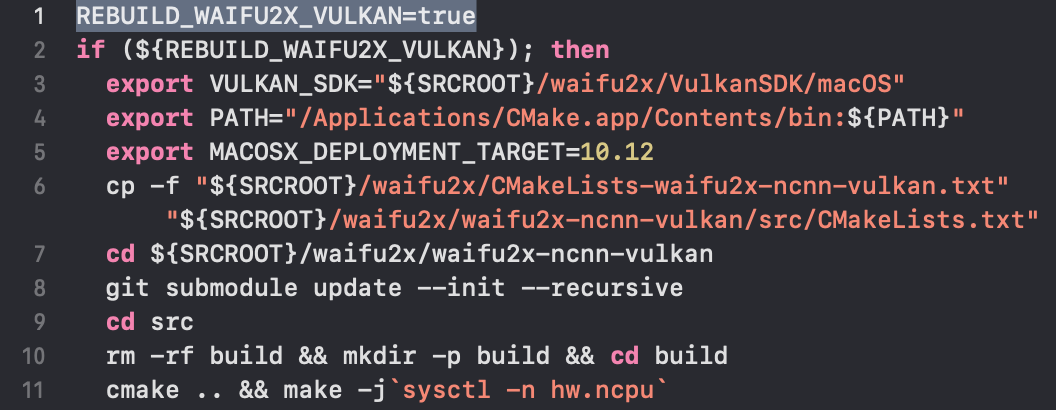 1 REBUILD_WAIFU2X_VULKAN=true
2 if (${REBUILD_WAIFU2X_VULKAN}); then
3 export VULKAN_SDK="${SRCROOT}/waifu2x/VulkanSDK/macOS"
4 export PATH="/Applications/CMake.app/Contents/bin:${PATH}"
5 export MACOSX_DEPLOYMENT_TARGET=10.12
6 cp -f "${SRCROOT}/waifu2x/CMakeLists-waifu2x-ncnn-vulkan.txt"
"${SRCROOT}/waifu2x/waifu2x-ncnn-vulkan/src/CMakeLists.txt"
7 cd ${SRCROOT}/waifu2x/waifu2x-ncnn-vulkan
8 git submodule update --init --recursive
9 cd src
10 rm -rf build && mkdir -p build && cd build
11 cmake .. && make -j`sysctl -n hw.ncpu`